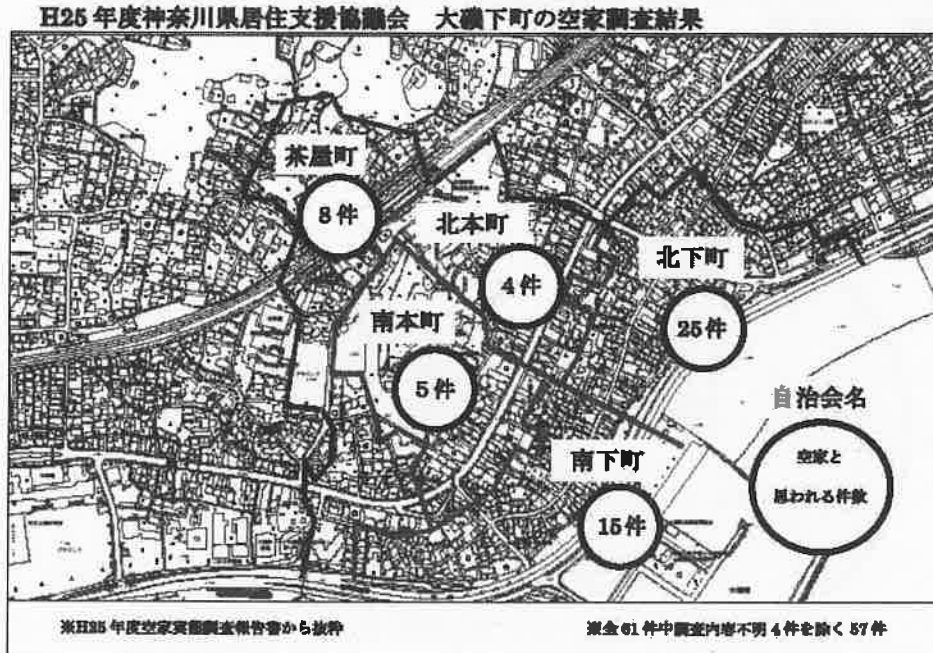 H25年度神奈川県居住支援協議会 大磯下町の空家調査結果
茶屋町
8件
北本町
4件
北下町
25件
南本町
5件
自治会名
空家と
思われる件数
南下町
15件
※H25年度空家実態調査報告書から抜粋
※全61件中調査内容不明4件を除く57件